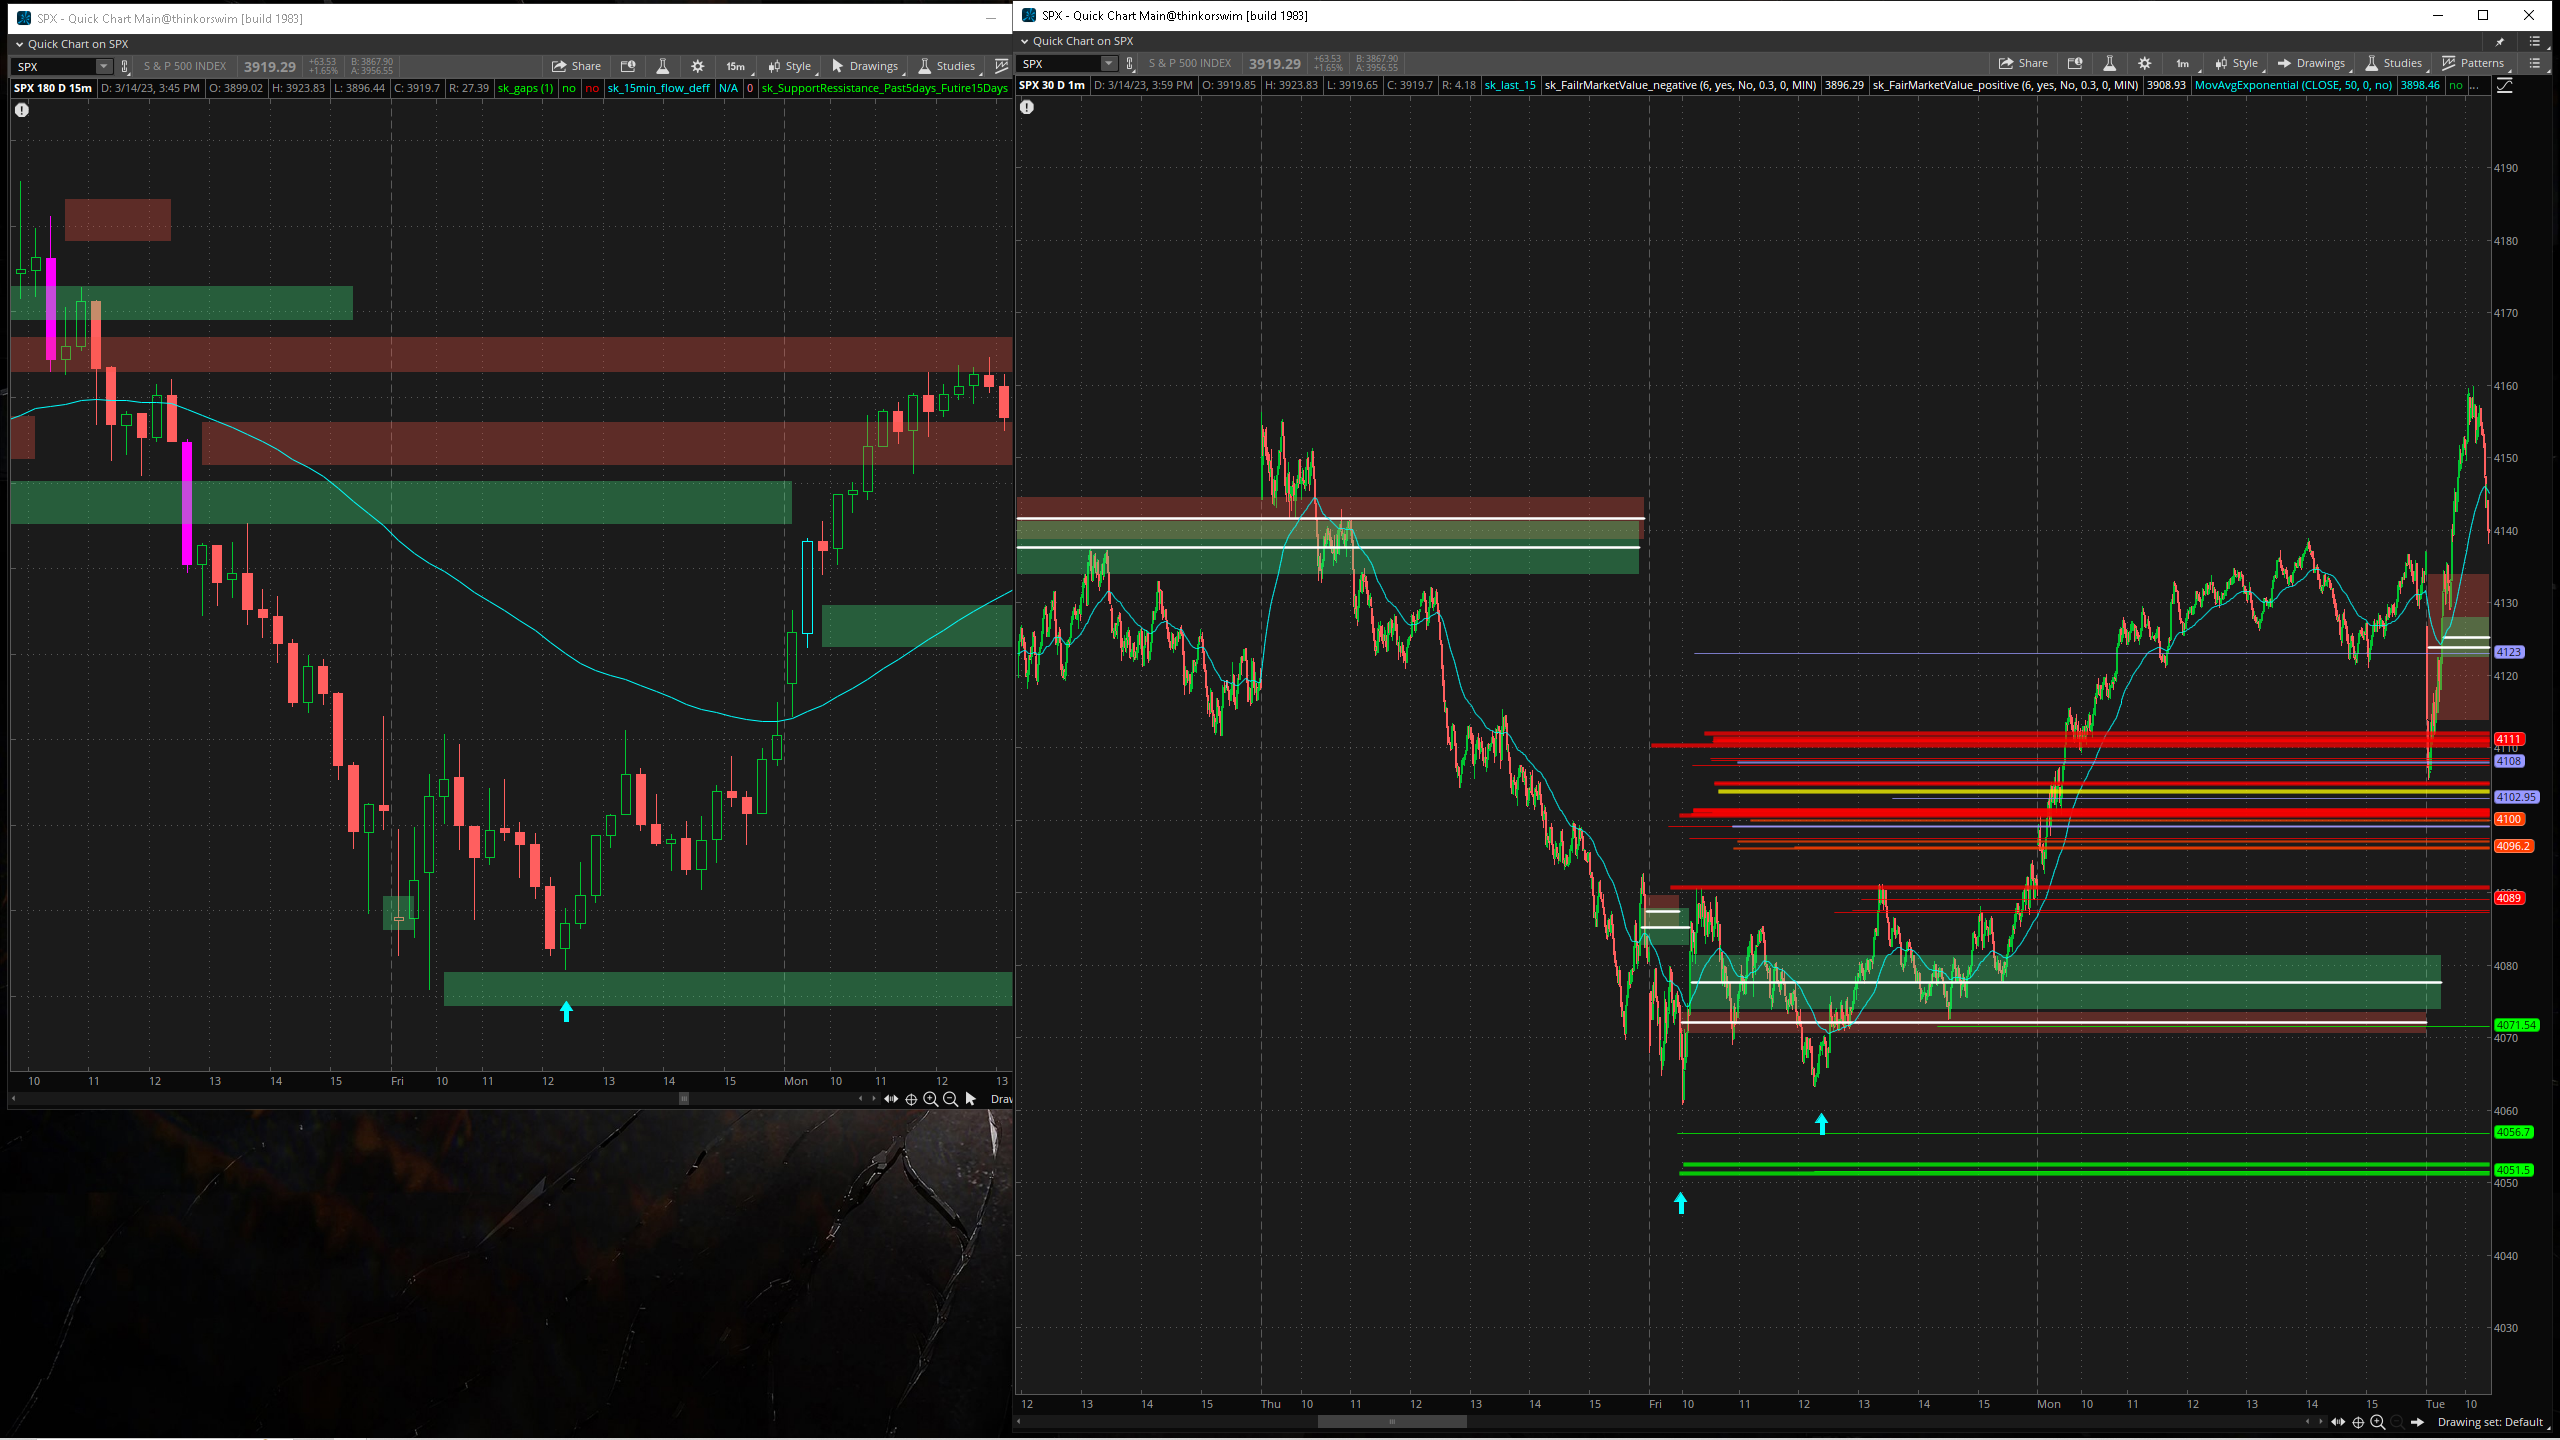 SPX - Quick Chart Main@thinkorswim [build 1983]
Quick Chart on SPX
SPX S & P 500 INDEX 3919.29 +63.53 +1.65% B: 3867.90 A: 3956.55 Share 15m Style Drawings Studies
SPX 180 D 15m D: 3/14/23, 3:45 PM O: 3899.02 H: 3923.83 L: 3896.44 C: 3919.7 R: 27.39 sk_gaps (1) no no sk_15min_flow_deff N/A 0 sk_SupportRessistance_Past5days_Futire15Days
10 11 12 13 14 15 Fri 10 11 12 13 14 15 Mon 10 11 12 13
Draw
SPX - Quick Chart Main@thinkorswim [build 1983]
Quick Chart on SPX
SPX S & P 500 INDEX 3919.29 +63.53 +1.65% B: 3867.90 A: 3956.55 Share 1m Style Drawings Studies Patterns
SPX 30 D 1m D: 3/14/23, 3:59 PM O: 3919.85 H: 3923.83 L: 3919.65 C: 3919.7 R: 4.18 sk_last_15 sk_FailrMarketValue_negative (6, yes, No, 0.3, 0, MIN) 3896.29 sk_FairMarketValue_positive (6, yes, No, 0.3, 0, MIN) 3908.93 MovAvgExponential (CLOSE, 50, 0, no) 3898.46 no ...
4190
4180
4170
4160
4150
4140
4130
4123
4120
4111
4110
4108
4102.95
4100
4096.2
4089
4080
4071.54
4070
4060
4056.7
4051.5
4050
4040
4030
12 13 14 15 Thu 10 11 12 13 14 15 Fri 10 11 12 13 14 15 Mon 10 11 12 13 14 15 Tue 10
Drawing set: Default